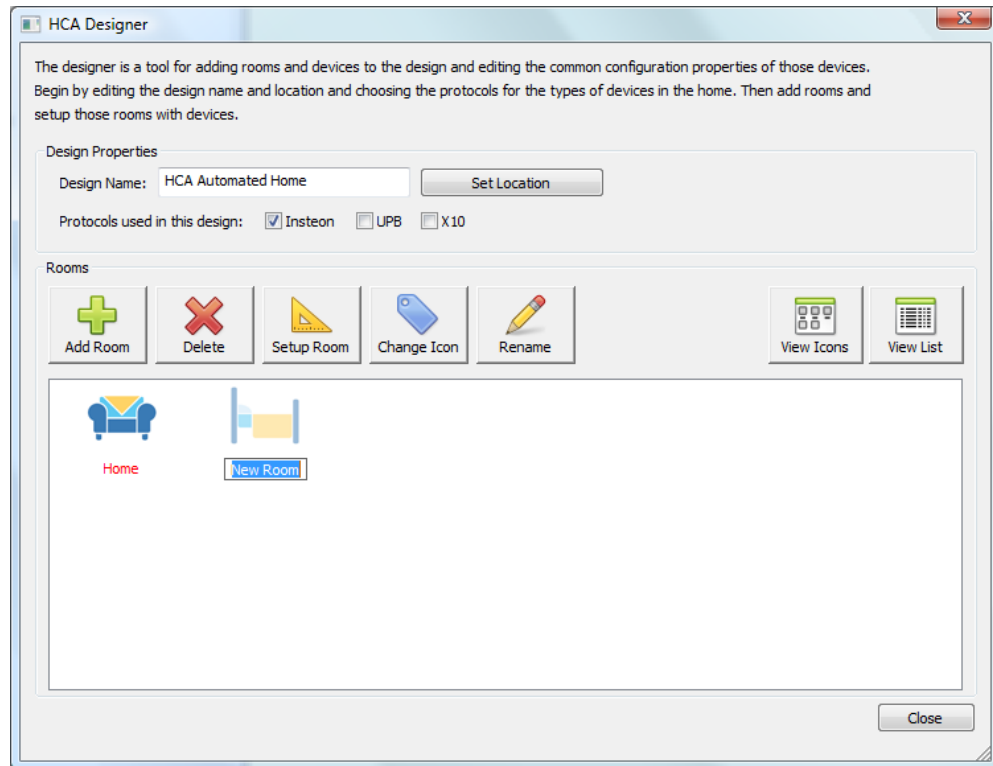 HCA Designer
The designer is a tool for adding rooms and devices to the design and editing the common configuration properties of those devices.
Begin by editing the design name and location and choosing the protocols for the types of devices in the home. Then add rooms and
setup those rooms with devices.
Design Properties
Design Name: HCA Automated Home Set Location
Protocols used in this design: Insteon UPB X10
Rooms
Add Room Delete Setup Room Change Icon Rename View Icons View List
Home New Room
Close